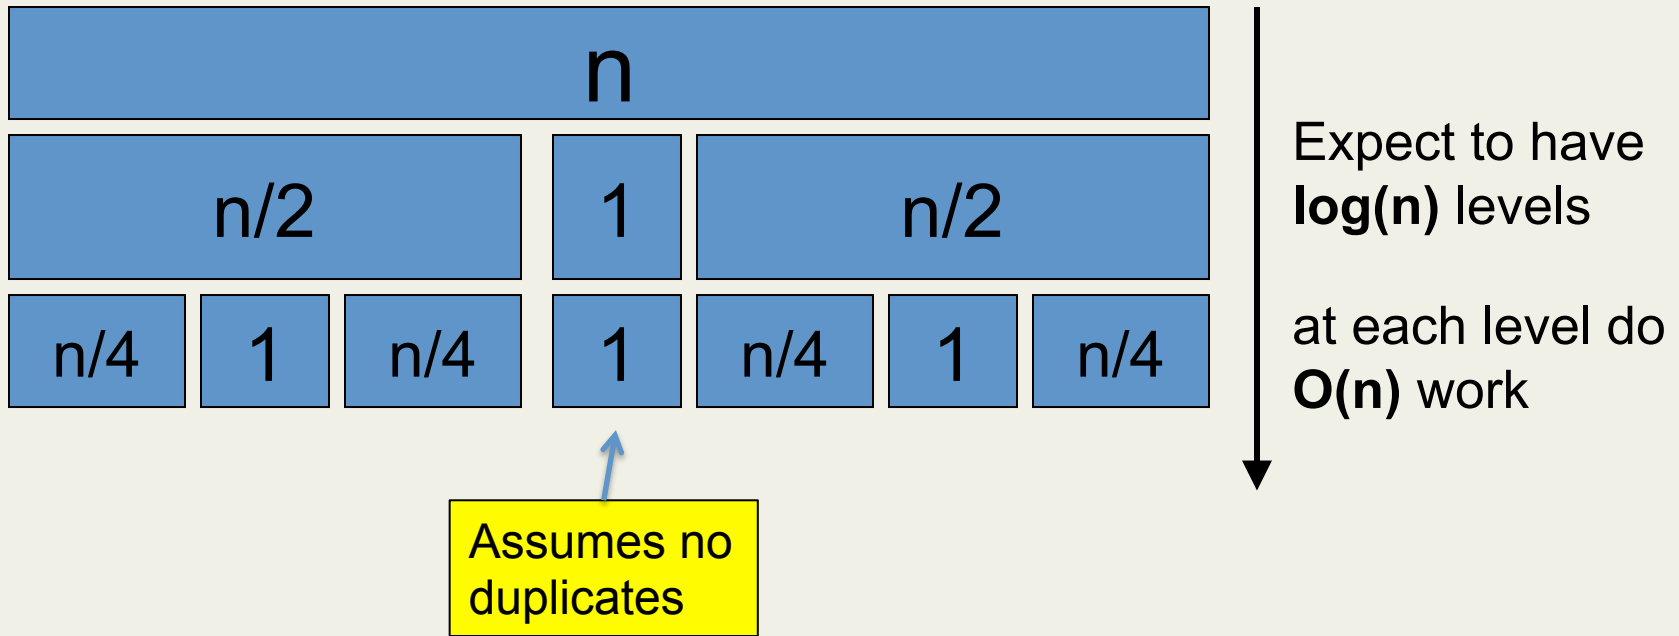 n
n/2 1 n/2
n/4 1 n/4 1 n/4 1 n/4
Expect to have
log(n) levels
at each level do
O(n) work
Assumes no
duplicates